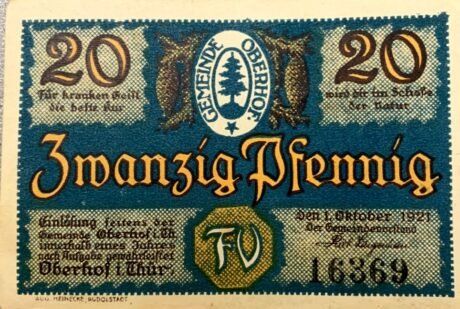 20
20
Für kranken Geist
die beste Kur
GEMEINDE OBERHOF.
wird dir im Schoße
der Natur
Zwanzig Pfennig
Einlösung seitens der
Gemeinde Oberhof i. Th
innerhalb eines Jahres
nach Aufgabe gewährleistet
Oberhof i. Thür.
FV
Den 1. Oktober 1921
Der Gemeindevorstand
16369
AUG. HEINECKE, RUDOLSTADT